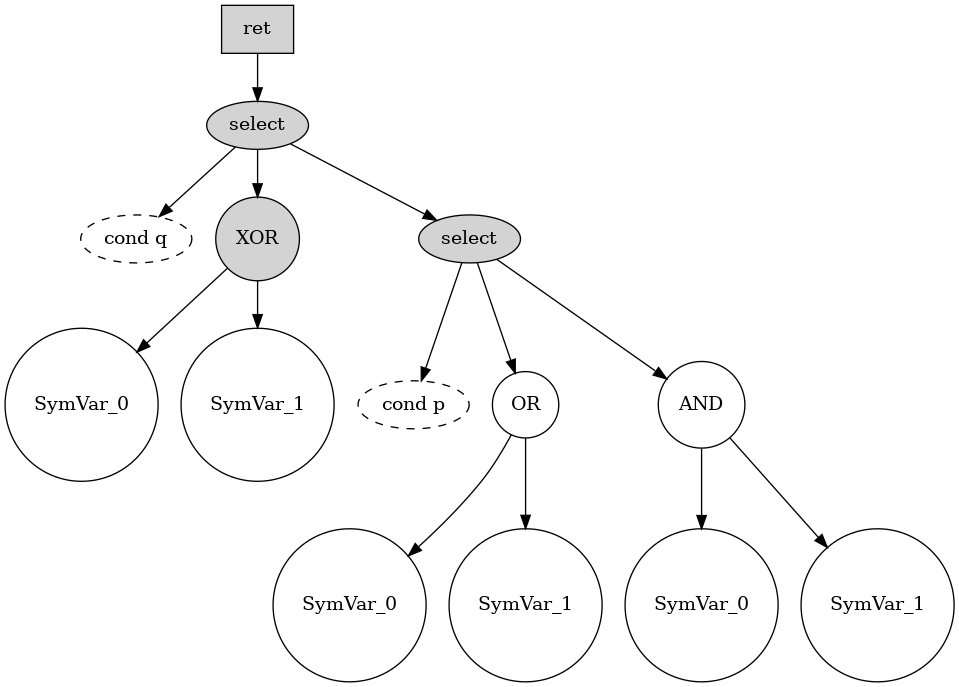 ret
select
cond q
XOR
select
SymVar_0
SymVar_1
cond p
OR
AND
SymVar_0
SymVar_1
SymVar_0
SymVar_1